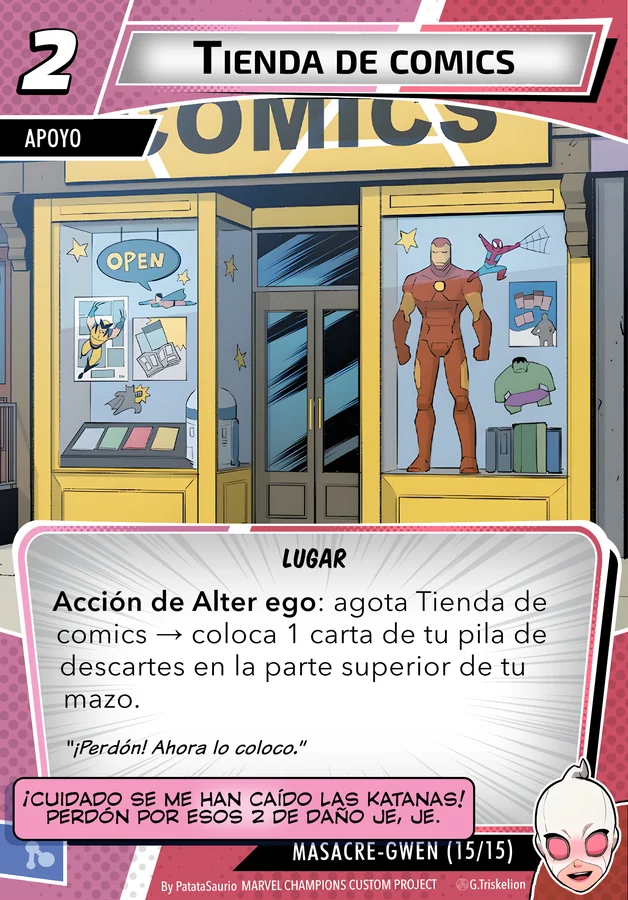 2
TIENDA DE COMICS
APOYO
COMICS
OPEN
LUGAR
Acción de Alter ego: agota Tienda de
comics → coloca 1 carta de tu pila de
descartes en la parte superior de tu
mazo.
"¡Perdón! Ahora lo coloco."
¡CUIDADO SE ME HAN CAÍDO LAS KATANAS!
PERDÓN POR ESOS 2 DE DAÑO JE, JE.
MASACRE-GWEN (15/15)
By PatataSaurio MARVEL CHAMPIONS CUSTOM PROJECT G.Triskelion